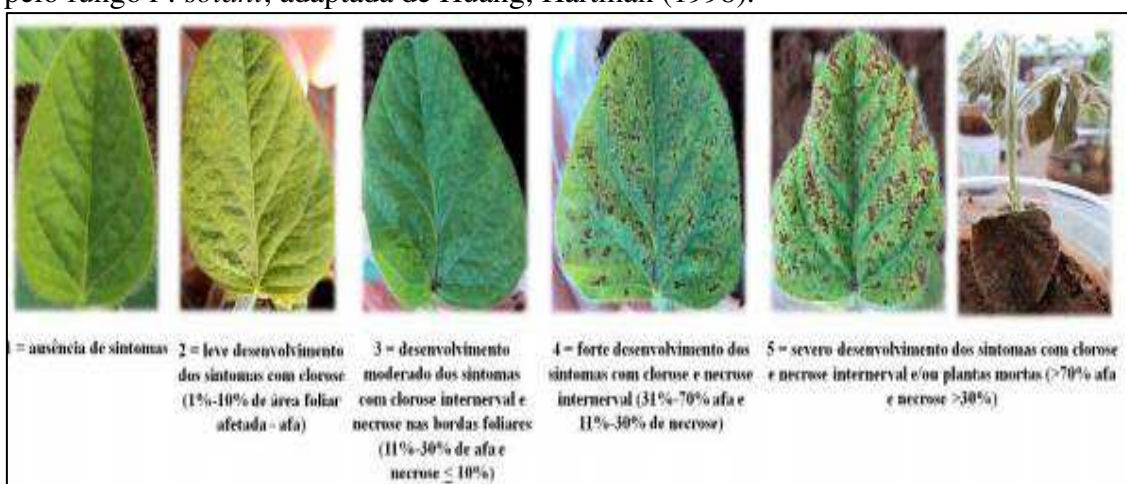 pelo fungo F. solani, adaptada de Huang; Hartman (1998).
1 = ausência de sintomas
2 = leve desenvolvimento
dos sintomas com clorose
(1%-10% de área foliar
afetada - afa)
3 = desenvolvimento
moderado dos sintomas
com clorose internerval e
necrose nas bordas foliares
(11%-30% de afa e
necrose ≤ 10%)
4 = forte desenvolvimento dos
sintomas com clorose e necrose
internerval (31%-70% afa e
11%-30% de necrose)
5 = severo desenvolvimento dos sintomas com clorose
e necrose internerval e/ou plantas mortas (>70% afa
e necrose >30%)